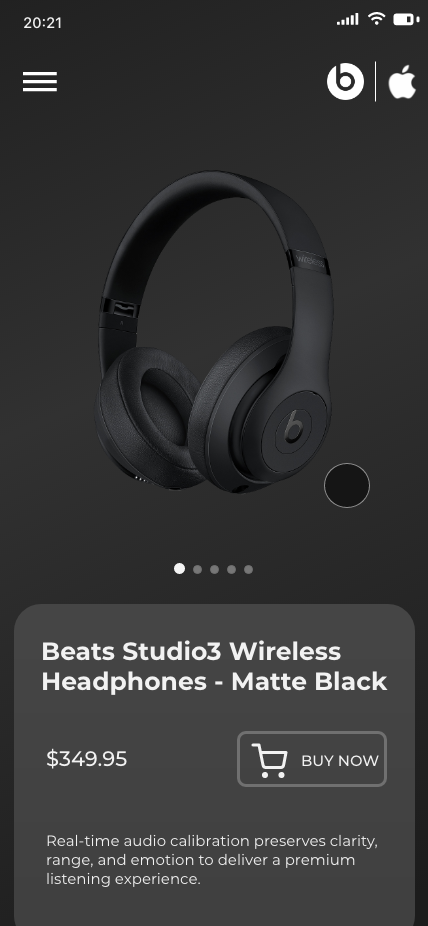 20:21
Beats Studio3 Wireless
Headphones - Matte Black
$349.95
BUY NOW
Real-time audio calibration preserves clarity,
range, and emotion to deliver a premium
listening experience.